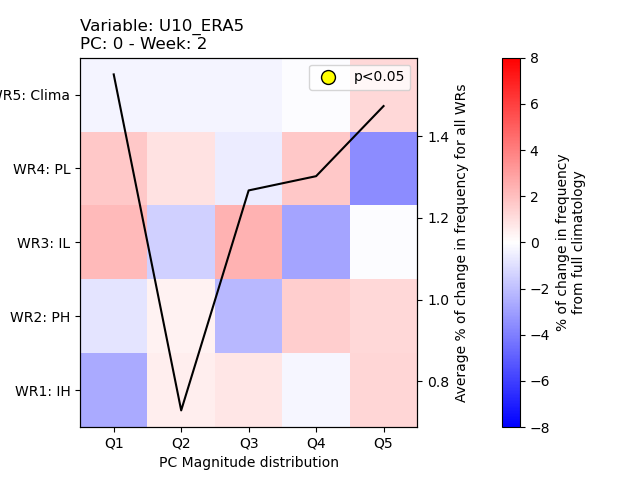 Variable: U10_ERA5
PC: 0 - Week: 2
p<0.05
WR5: Clima
WR4: PL
WR3: IL
WR2: PH
WR1: IH
Q1 Q2 Q3 Q4 Q5
PC Magnitude distribution
1.4
1.2
1.0
0.8
Average % of change in frequency for all WRs
8
6
4
2
0
−2
−4
−6
−8
% of change in frequency
from full climatology